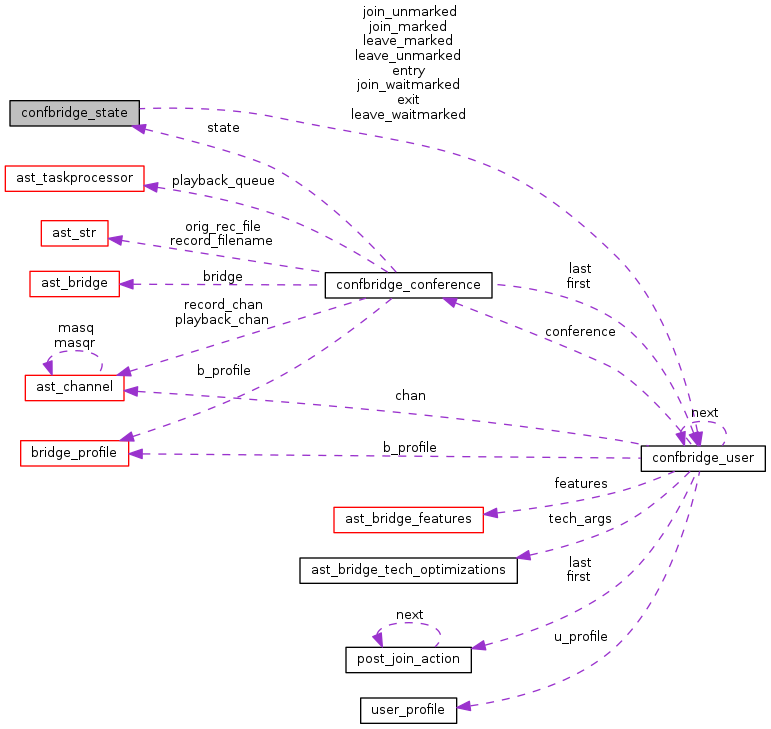 join_unmarked
join_marked
leave_marked
leave_unmarked
entry
join_waitmarked
exit
leave_waitmarked
confbridge_state
state
ast_taskprocessor
playback_queue
ast_str
orig_rec_file
record_filename
ast_bridge
bridge
confbridge_conference
last
first
record_chan
playback_chan
masq
masqr
conference
ast_channel
b_profile
chan
next
bridge_profile
b_profile
confbridge_user
features
ast_bridge_features
tech_args
ast_bridge_tech_optimizations
last
first
next
post_join_action
u_profile
user_profile